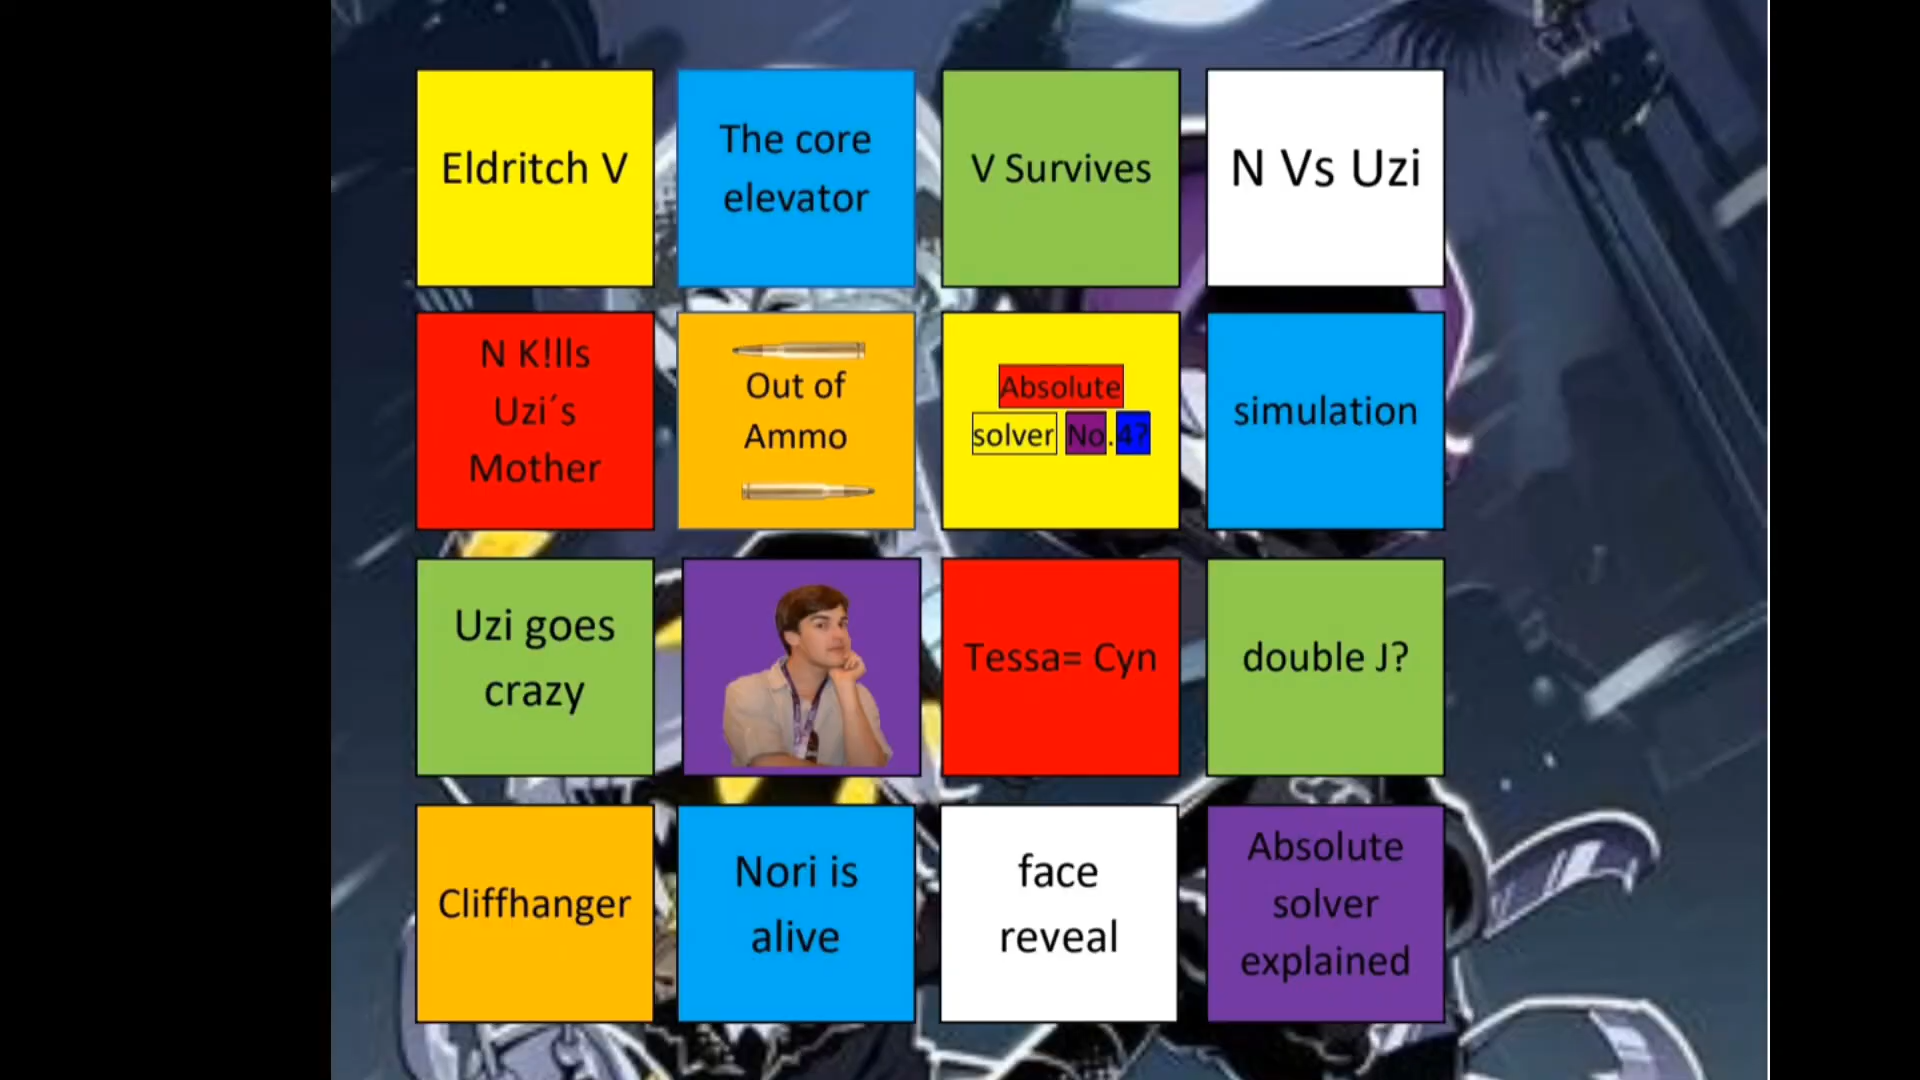 Eldritch V
The core
elevator
V Survives
N Vs Uzi
N K!lls
Uzi´s
Mother
Out of
Ammo
Absolute
solver No.4?
simulation
Uzi goes
crazy
Tessa= Cyn
double J?
Cliffhanger
Nori is
alive
face
reveal
Absolute
solver
explained